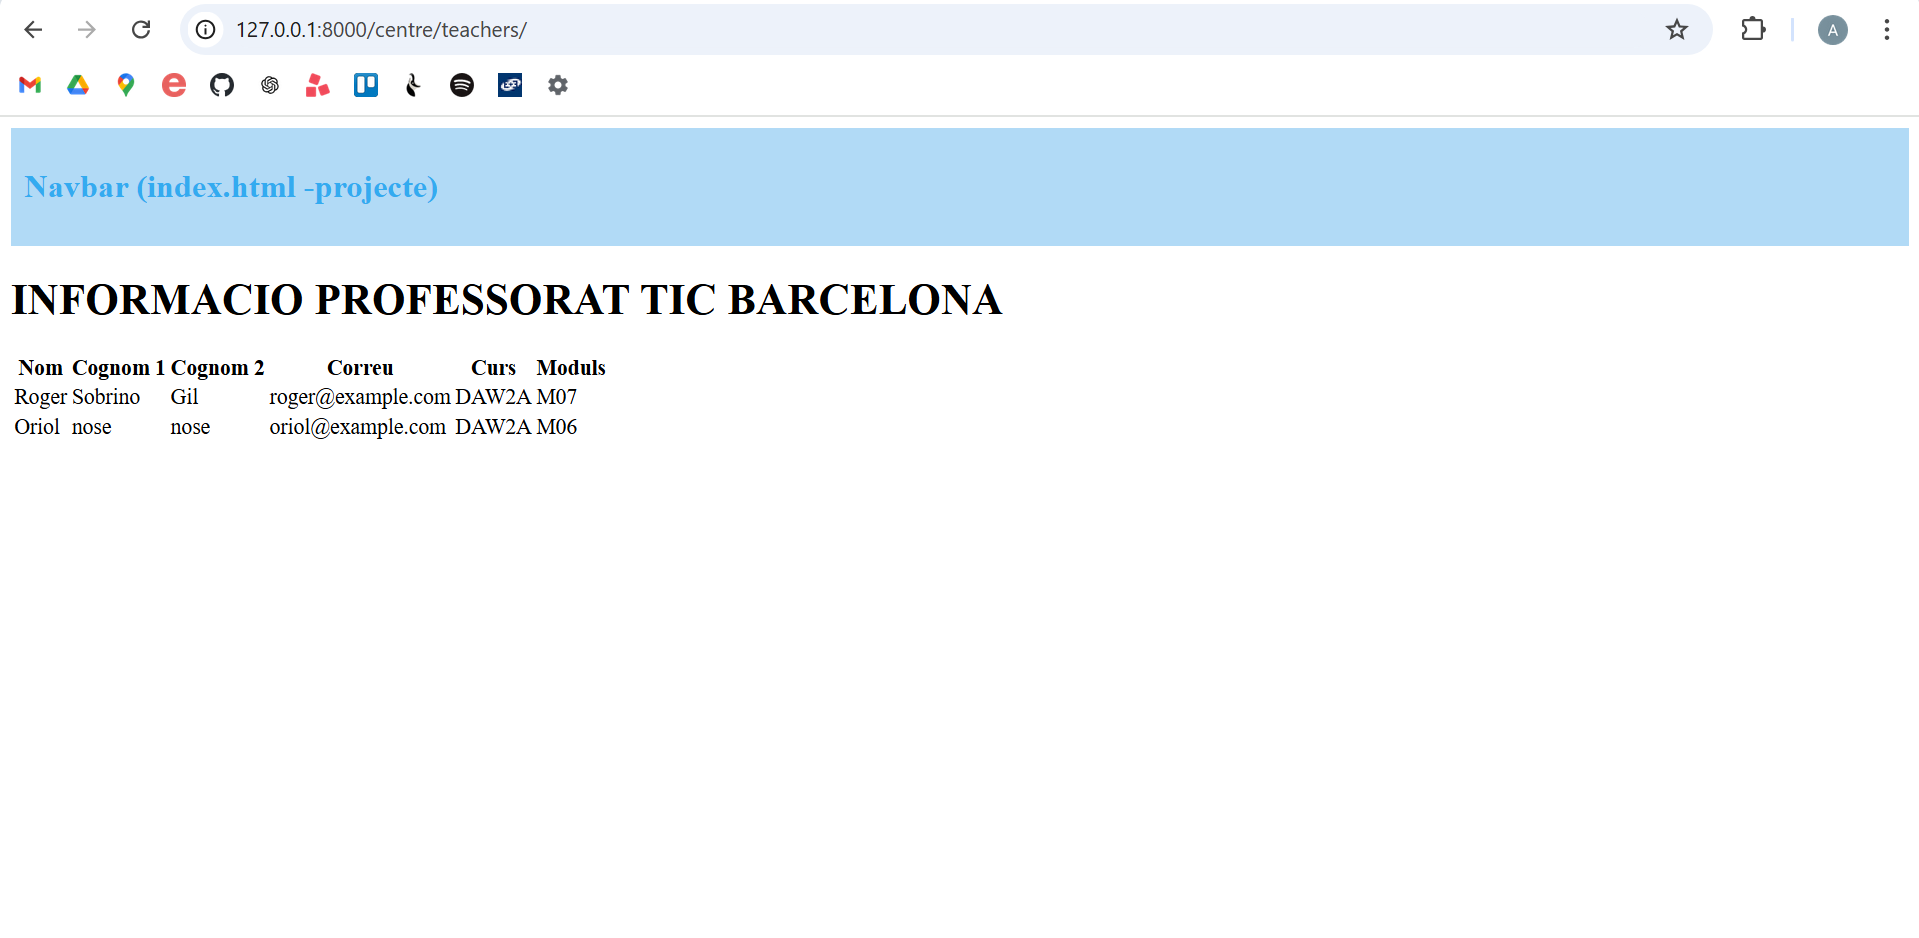 127.0.0.1:8000/centre/teachers/
A
Navbar (index.html -projecte)
INFORMACIO PROFESSORAT TIC BARCELONA
Nom Cognom 1 Cognom 2 Correu Curs Moduls
Roger Sobrino Gil roger@example.com DAW2A M07
Oriol nose nose oriol@example.com DAW2A M06